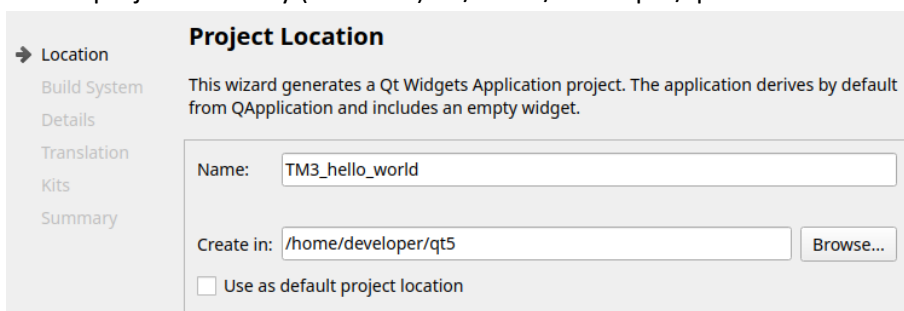 Project Location
Location
Build System
Details
Translation
Kits
Summary
This wizard generates a Qt Widgets Application project. The application derives by default
from QApplication and includes an empty widget.
Name: TM3_hello_world
Create in: /home/developer/qt5 Browse...
Use as default project location